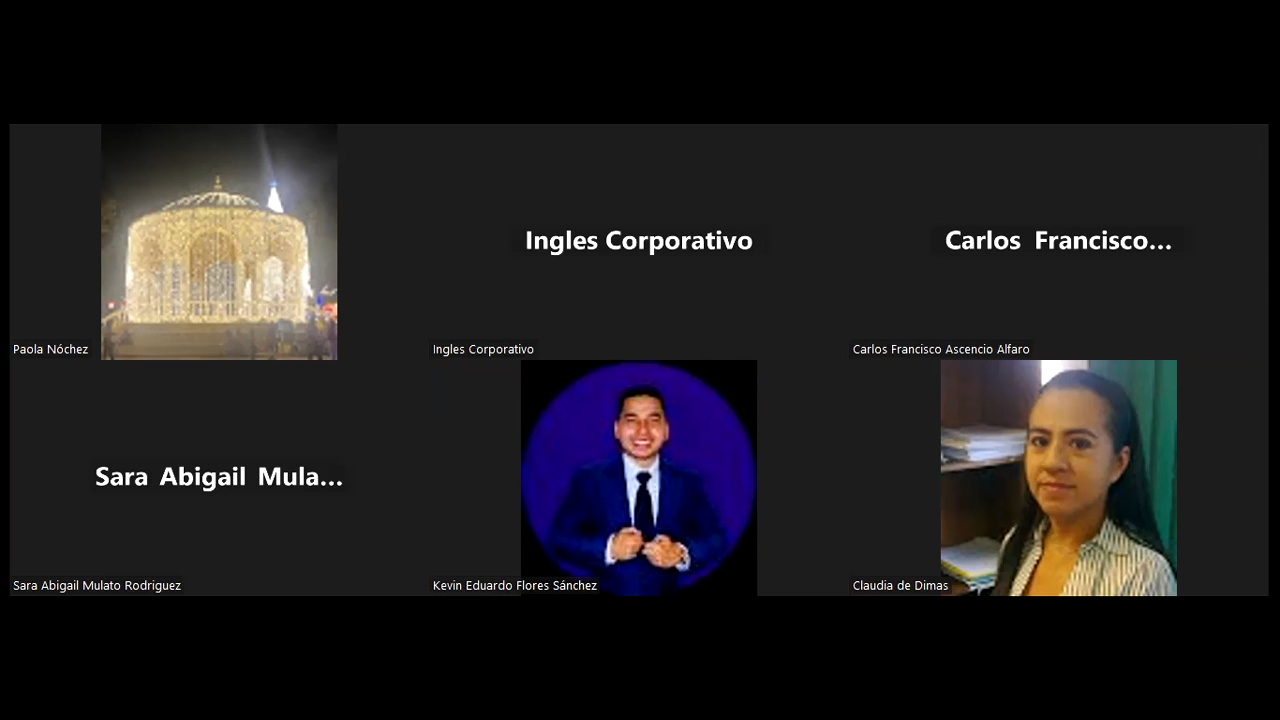 Ingles Corporativo
Carlos Francisco...
Paola Nóchez
Ingles Corporativo
Carlos Francisco Ascencio Alfaro
Sara Abigail Mula...
Sara Abigail Mulato Rodriguez
Kevin Eduardo Flores Sánchez
Claudia de Dimas